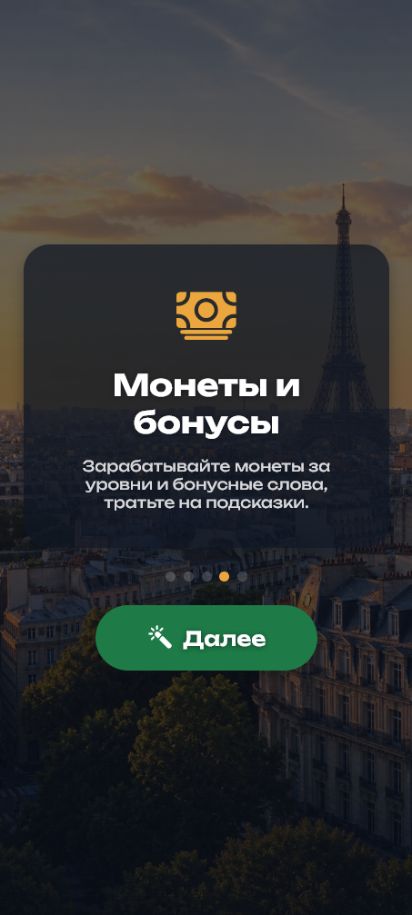 Монеты и
бонусы
Зарабатывайте монеты за
уровни и бонусные слова,
тратьте на подсказки.
Далее